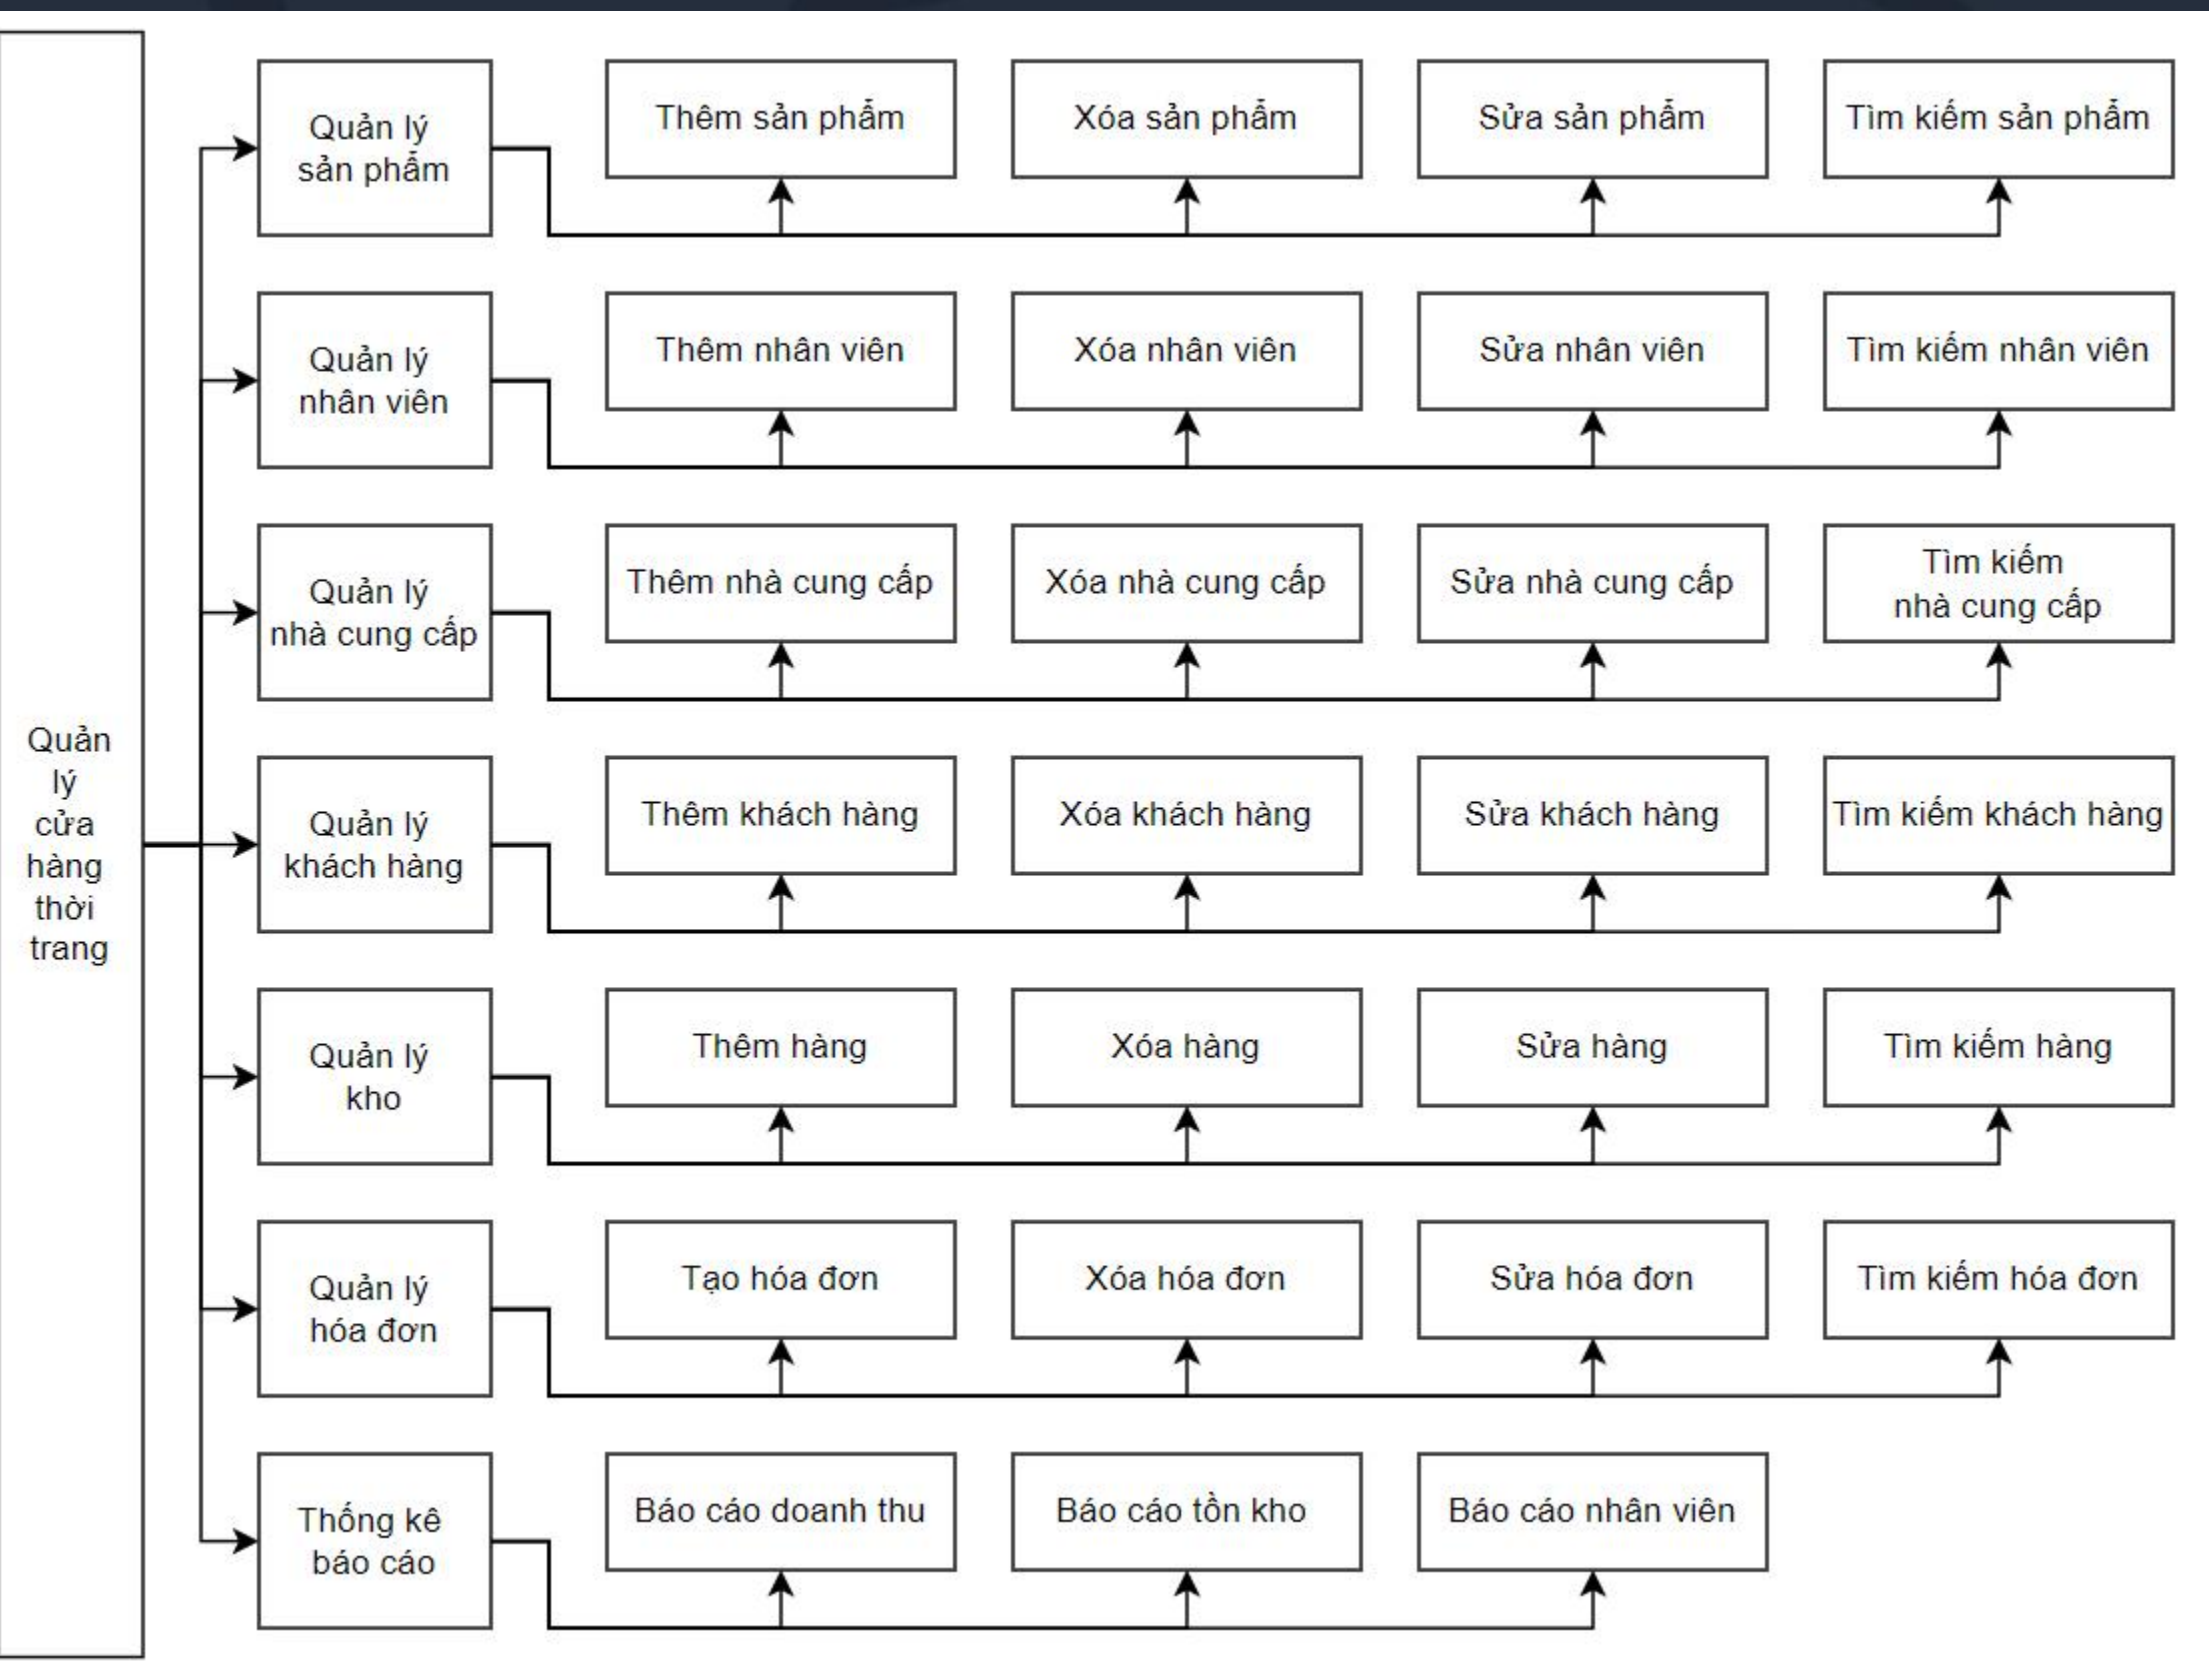 Quản
lý
cửa
hàng
thời
trang
Quản lý
sản phẩm
Thêm sản phẩm
Xóa sản phẩm
Sửa sản phẩm
Tìm kiếm sản phẩm
Quản lý
nhân viên
Thêm nhân viên
Xóa nhân viên
Sửa nhân viên
Tìm kiếm nhân viên
Quản lý
nhà cung cấp
Thêm nhà cung cấp
Xóa nhà cung cấp
Sửa nhà cung cấp
Tìm kiếm
nhà cung cấp
Quản lý
khách hàng
Thêm khách hàng
Xóa khách hàng
Sửa khách hàng
Tìm kiếm khách hàng
Quản lý
kho
Thêm hàng
Xóa hàng
Sửa hàng
Tìm kiếm hàng
Quản lý
hóa đơn
Tạo hóa đơn
Xóa hóa đơn
Sửa hóa đơn
Tìm kiếm hóa đơn
Thống kê
báo cáo
Báo cáo doanh thu
Báo cáo tồn kho
Báo cáo nhân viên